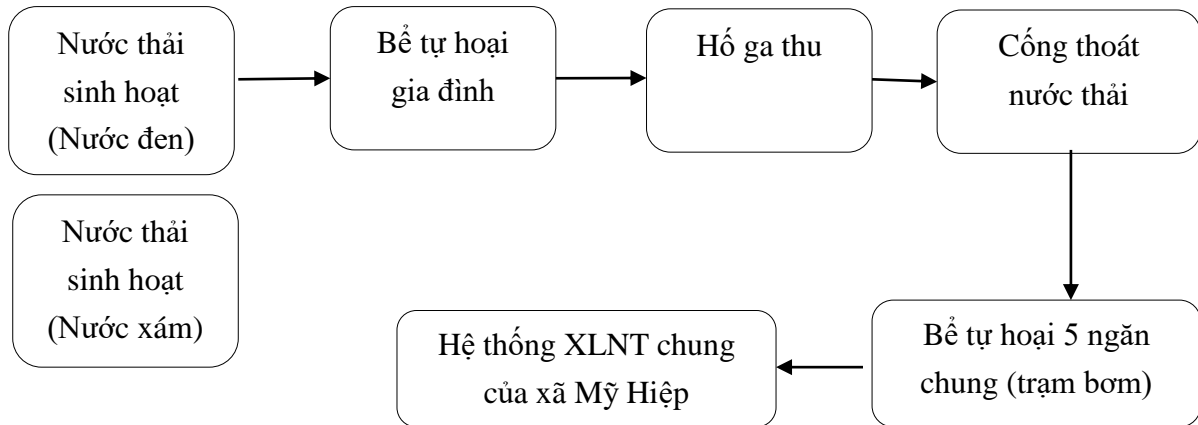 Nước thải
sinh hoạt
(Nước đen)
Bể tự hoại
gia đình
Hố ga thu
Cống thoát
nước thải
Nước thải
sinh hoạt
(Nước xám)
Hệ thống XLNT chung
của xã Mỹ Hiệp
Bể tự hoại 5 ngăn
chung (trạm bơm)